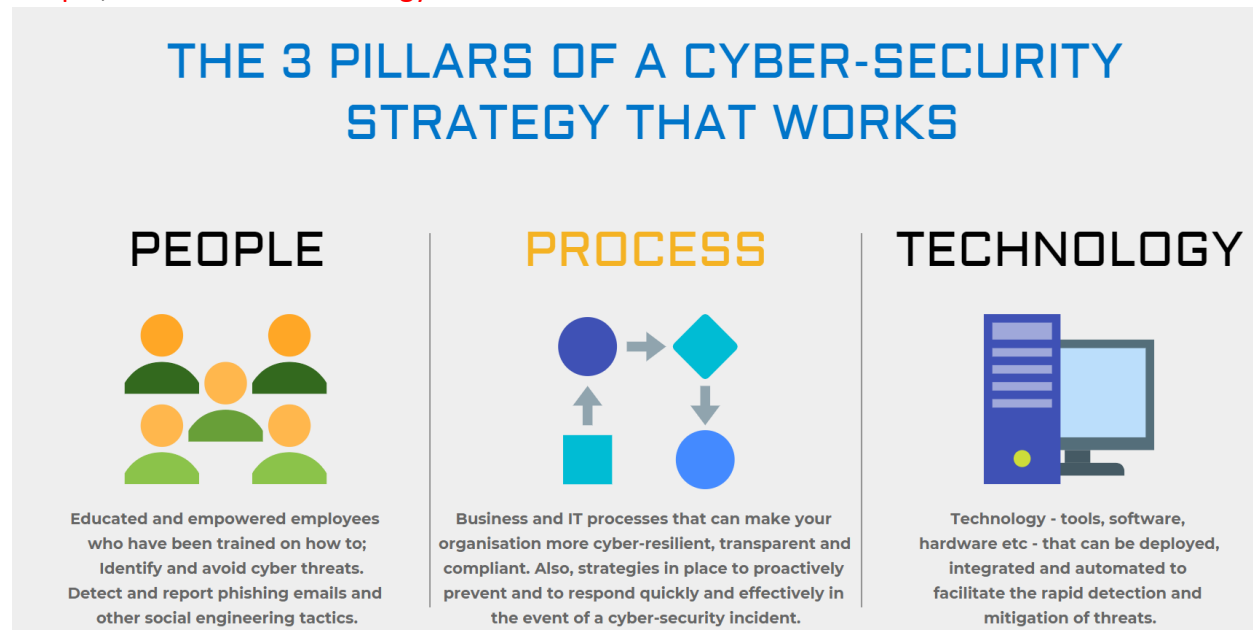 THE 3 PILLARS OF A CYBER-SECURITY
STRATEGY THAT WORKS
PEOPLE
Educated and empowered employees
who have been trained on how to;
Identify and avoid cyber threats.
Detect and report phishing emails and
other social engineering tactics.
PROCESS
Business and IT processes that can make your
organisation more cyber-resilient, transparent and
compliant. Also, strategies in place to proactively
prevent and to respond quickly and effectively in
the event of a cyber-security incident.
TECHNOLOGY
Technology - tools, software,
hardware etc - that can be deployed,
integrated and automated to
facilitate the rapid detection and
mitigation of threats.